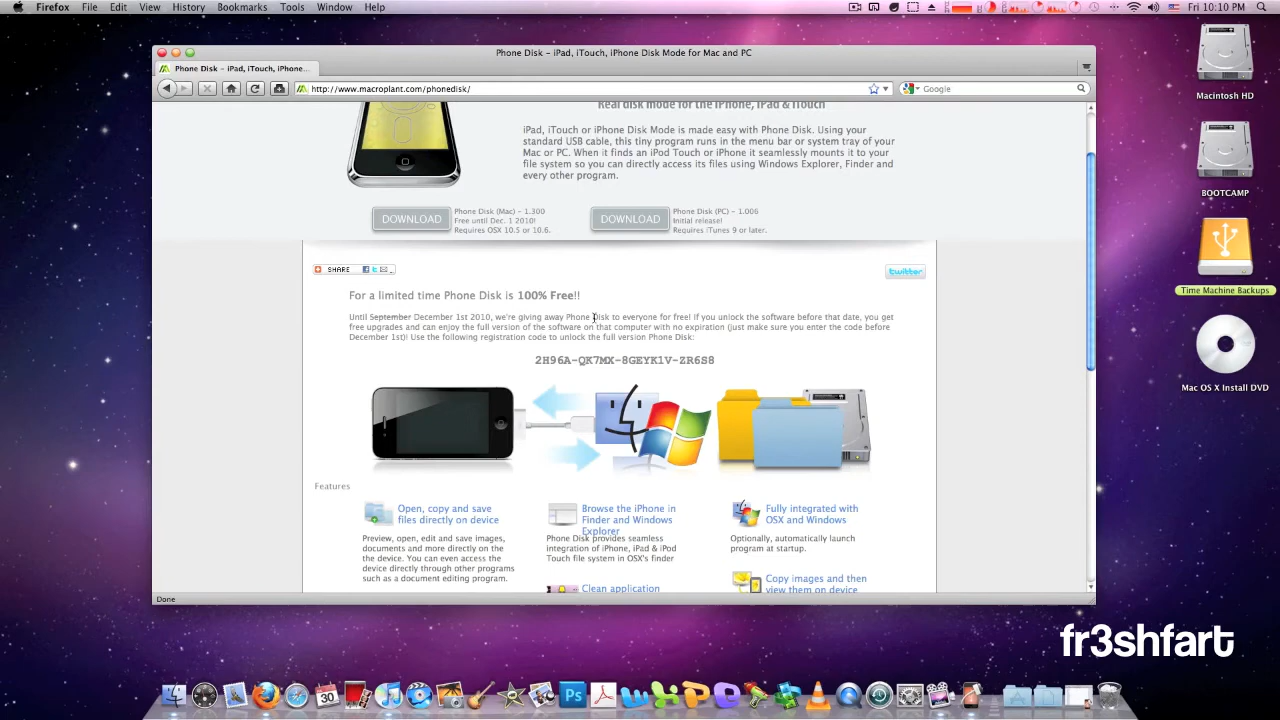 Firefox File Edit View History Bookmarks Tools Window Help Fri 10:10 PM
Phone Disk – iPad, iTouch, iPhone Disk Mode for Mac and PC
Phone Disk – iPad, iTouch, iPhone...
http://www.macroplant.com/phonedisk/
Google
Real disk mode for the iPhone, iPad & iTouch
iPad, iTouch or iPhone Disk Mode is made easy with Phone Disk. Using your
standard USB cable, this tiny program runs in the menu bar or system tray of your
Mac or PC. When it finds an iPod Touch or iPhone it seamlessly mounts it to your
file system so you can directly access its files using Windows Explorer, Finder and
every other program.
DOWNLOAD
Phone Disk (Mac) – 1.300
Free until Dec. 1 2010!
Requires OSX 10.5 or 10.6.
DOWNLOAD
Phone Disk (PC) – 1.006
Initial release!
Requires iTunes 9 or later.
SHARE
twitter
For a limited time Phone Disk is 100% Free!!
Until September December 1st 2010, we're giving away Phone Disk to everyone for free! If you unlock the software before that date, you get
free upgrades and can enjoy the full version of the software on that computer with no expiration (just make sure you enter the code before
December 1st)! Use the following registration code to unlock the full version Phone Disk:
2H96A-QK7MX-8GEYK1V-ZR6S8
Features
Open, copy and save
files directly on device
Preview, open, edit and save images,
documents and more directly on the
the device. You can even access the
device directly through other programs
such as a document editing program.
Browse the iPhone in
Finder and Windows
Explorer
Phone Disk provides seamless
integration of iPhone, iPad & iPod
Touch file system in OSX's finder
Clean application
Fully integrated with
OSX and Windows
Optionally, automatically launch
program at startup.
Copy images and then
view them on device
Done
Macintosh HD
BOOTCAMP
Time Machine Backups
Mac OS X Install DVD
fr3shfart
30
Ps